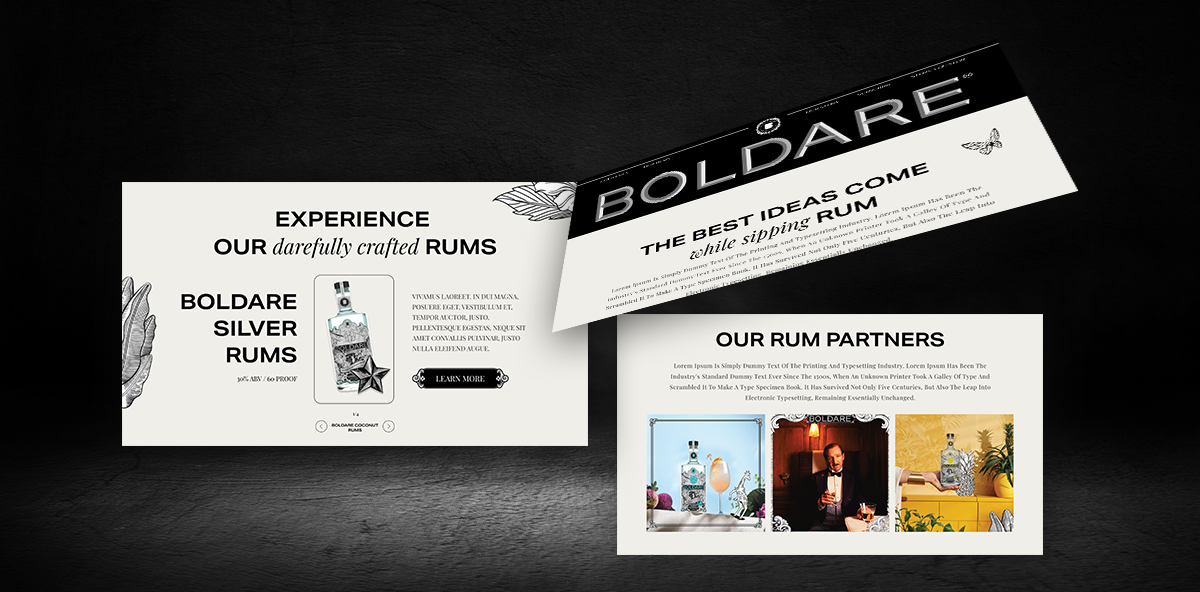 BOLDARE
THE BEST IDEAS COME
while sipping RUM
Lorem Ipsum Is Simply Dummy Text Of The Printing And Typesetting Industry. Lorem Ipsum Has Been The
Industry's Standard Dummy Text Ever Since The 1500s, When An Unknown Printer Took A Galley Of Type And
Scrambled It To Make A Type Specimen Book. It Has Survived Not Only Five Centuries, But Also The Leap Into
Electronic Typesetting, Remaining Essentially Unchanged.
EXPERIENCE
OUR darefully crafted RUMS
BOLDARE
SILVER
RUMS
30% ABV / 60 PROOF
BOLDARE
VIVAMUS LAOREET. IN DUI MAGNA,
POSUERE EGET, VESTIBULUM ET,
TEMPOR AUCTOR, JUSTO.
PELLENTESQUE EGESTAS, NEQUE SIT
AMET CONVALLIS PULVINAR, JUSTO
NULLA ELEIFEND AUGUE.
LEARN MORE
1/4
BOLDARE COCONUT
RUMS
OUR RUM PARTNERS
Lorem Ipsum Is Simply Dummy Text Of The Printing And Typesetting Industry. Lorem Ipsum Has Been The
Industry's Standard Dummy Text Ever Since The 1500s, When An Unknown Printer Took A Galley Of Type And
Scrambled It To Make A Type Specimen Book. It Has Survived Not Only Five Centuries, But Also The Leap Into
Electronic Typesetting, Remaining Essentially Unchanged.
BOLDARE
BOLDARE